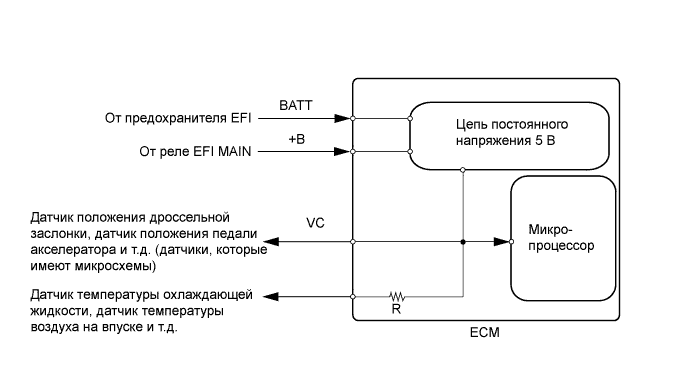 BATT
От предохранителя EFI
Цепь постоянного
напряжения 5 В
+B
От реле EFI MAIN
Датчик положения дроссельной
заслонки, датчик положения педали
акселератора и т.д. (датчики, которые
имеют микросхемы)
VC
Микро-
процессор
Датчик температуры охлаждающей
жидкости, датчик температуры
воздуха на впуске и т.д.
R
ECM